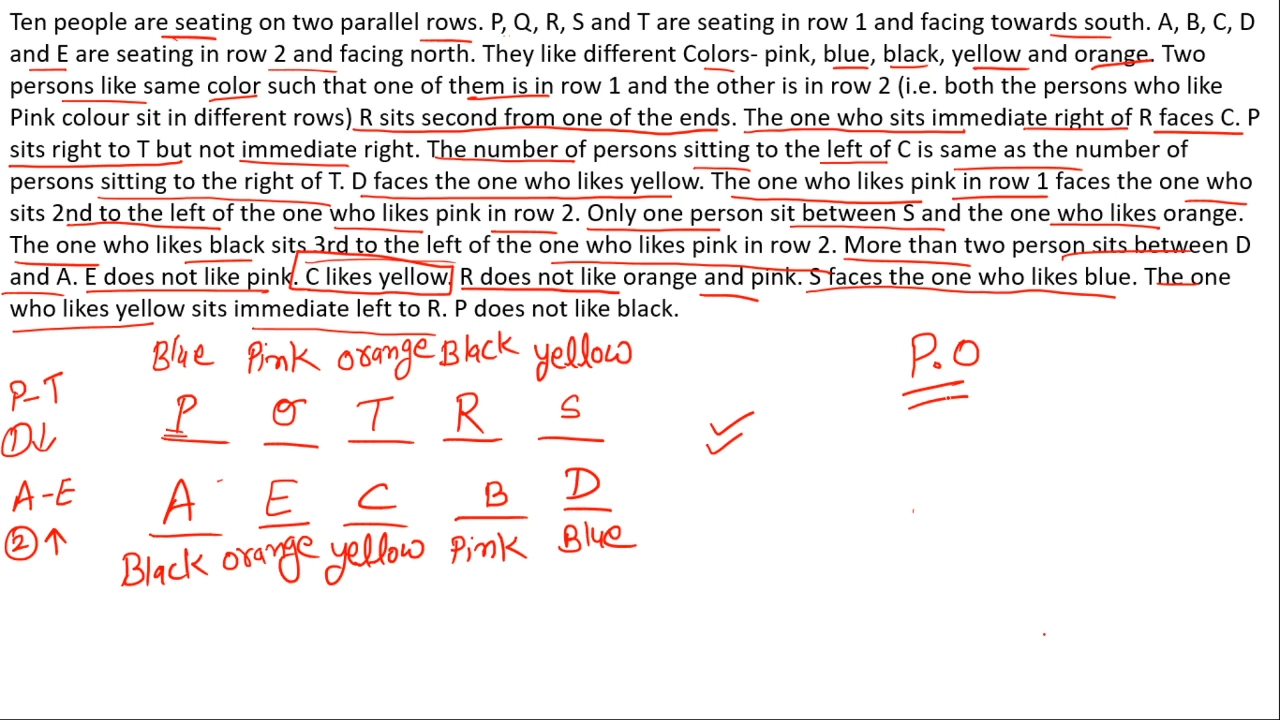 Ten people are seating on two parallel rows. P, Q, R, S and T are seating in row 1 and facing towards south. A, B, C, D
and E are seating in row 2 and facing north. They like different Colors- pink, blue, black, yellow and orange. Two
persons like same color such that one of them is in row 1 and the other is in row 2 (i.e. both the persons who like
Pink colour sit in different rows) R sits second from one of the ends. The one who sits immediate right of R faces C. P
sits right to T but not immediate right. The number of persons sitting to the left of C is same as the number of
persons sitting to the right of T. D faces the one who likes yellow. The one who likes pink in row 1 faces the one who
sits 2nd to the left of the one who likes pink in row 2. Only one person sit between S and the one who likes orange.
The one who likes black sits 3rd to the left of the one who likes pink in row 2. More than two person sits between D
and A. E does not like pink. C likes yellow. R does not like orange and pink. S faces the one who likes blue. The one
who likes yellow sits immediate left to R. P does not like black.
Blue Pink orange Black yellow
P.O
P-T
P Q T R S
①↓
A-E
A E C B D
②↑
Black orange yellow Pink Blue